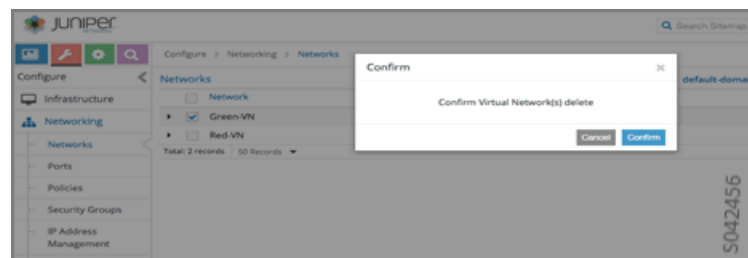 JUNIPer
NETWORKS
Search Sitemap
Configure > Networking > Networks
Configure
Confirm
Networks
default-doma
Infrastructure
Network
Confirm Virtual Network(s) delete
Networking
Green-VN
Red-VN
Cancel Confirm
Networks
Total: 2 records 50 Records
Ports
Policies
Security Groups
IP Address
Management
S042456